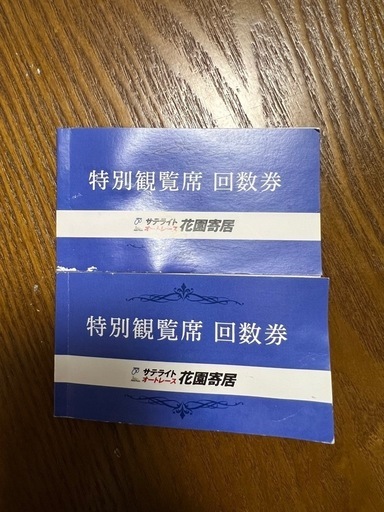 特別観覧席 回数券
サテライト
オートレース 花園寄居
特別観覧席 回数券
サテライト
オートレース 花園寄居